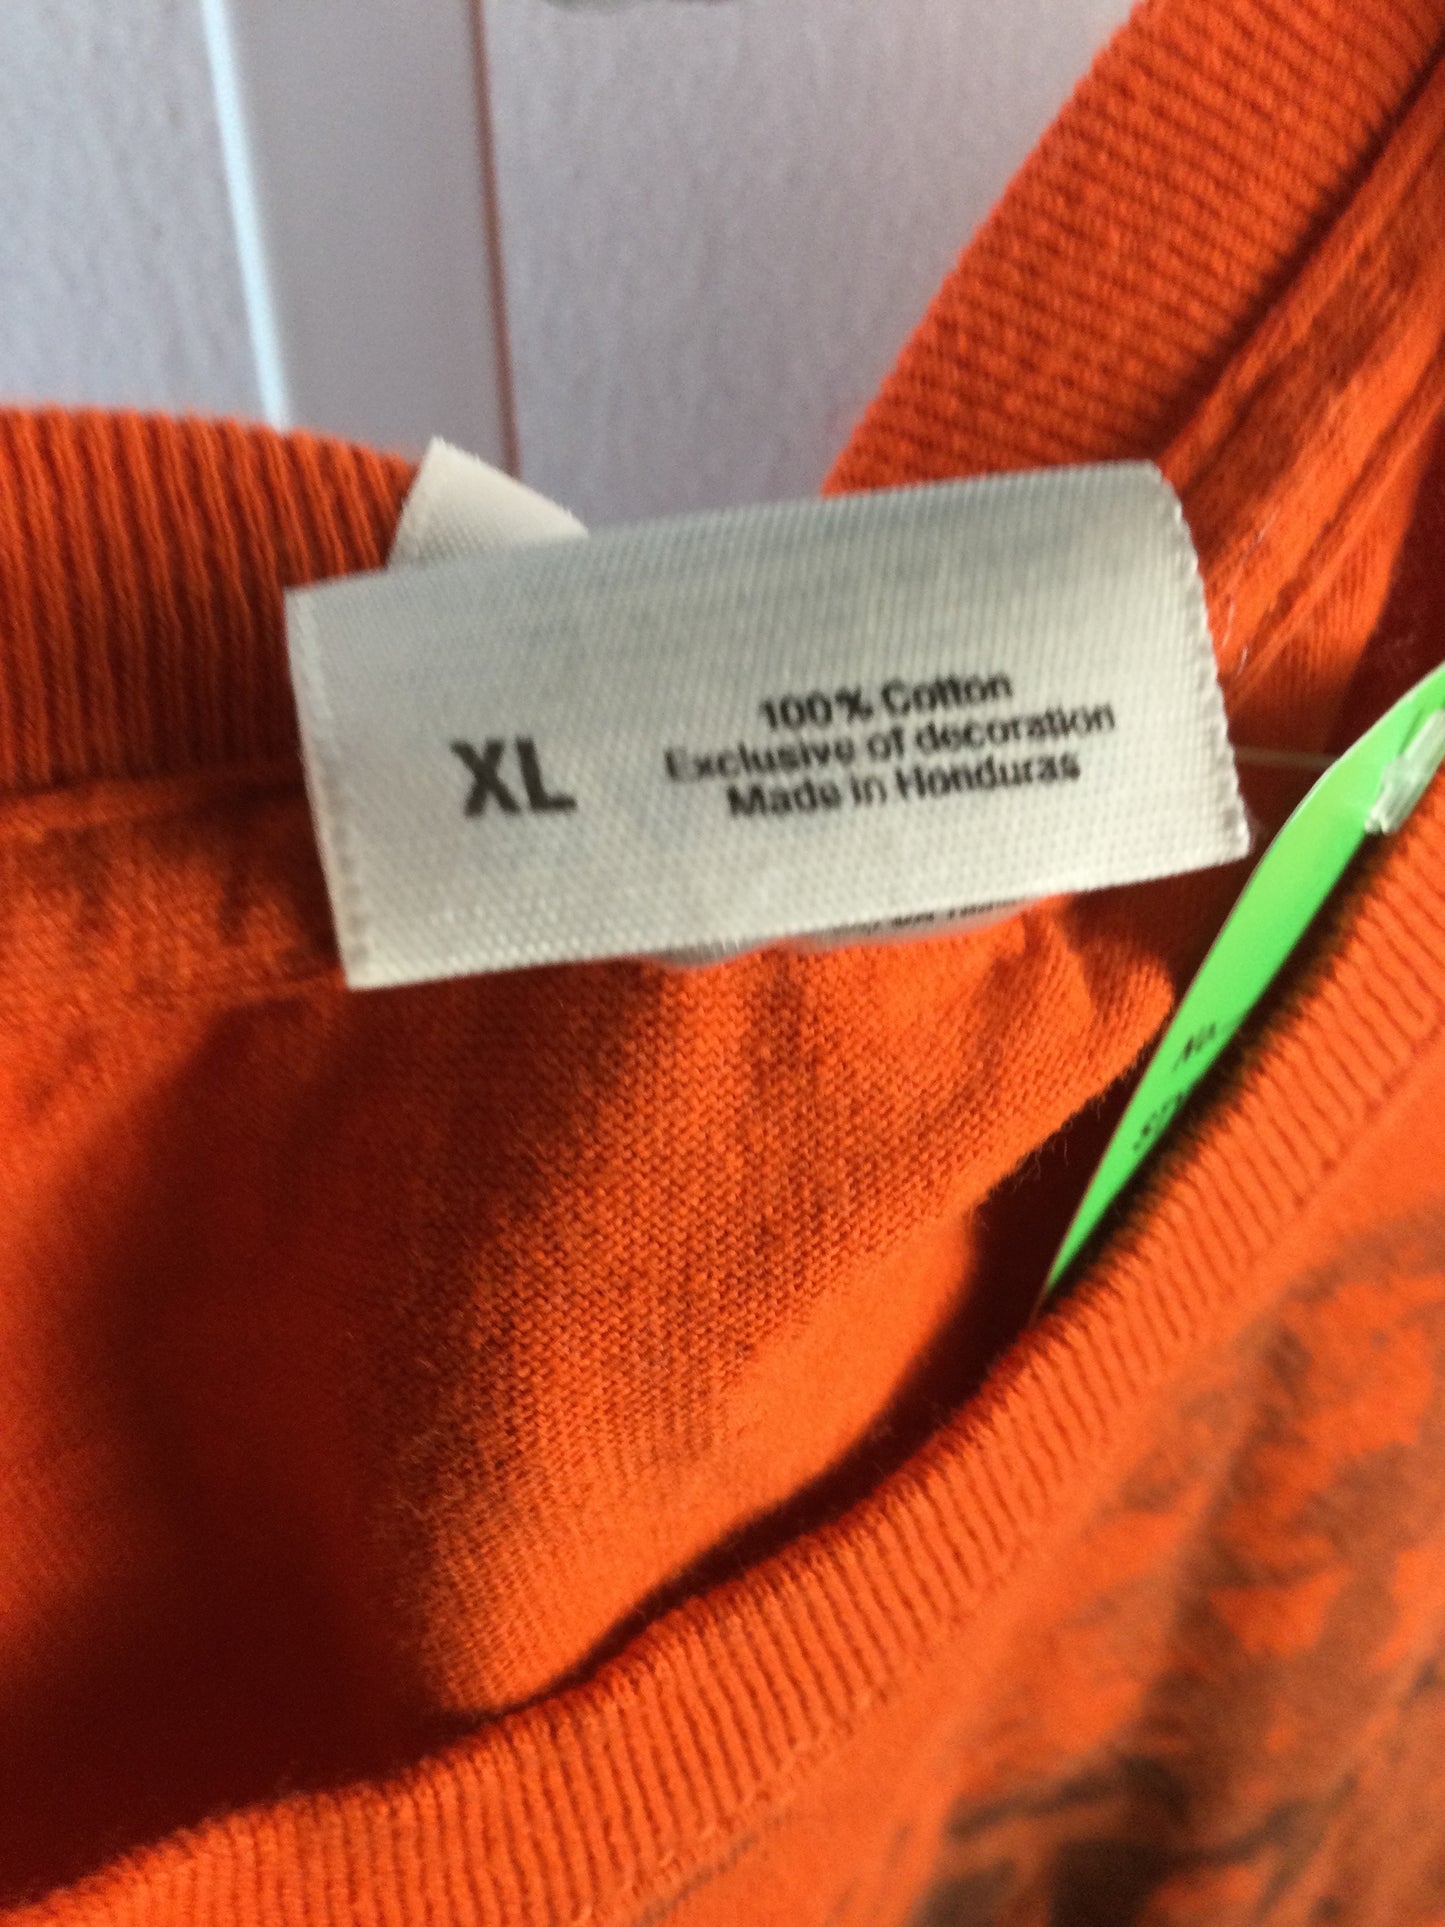 XL
100% Cotton
Exclusive of decoration
Made in Honduras